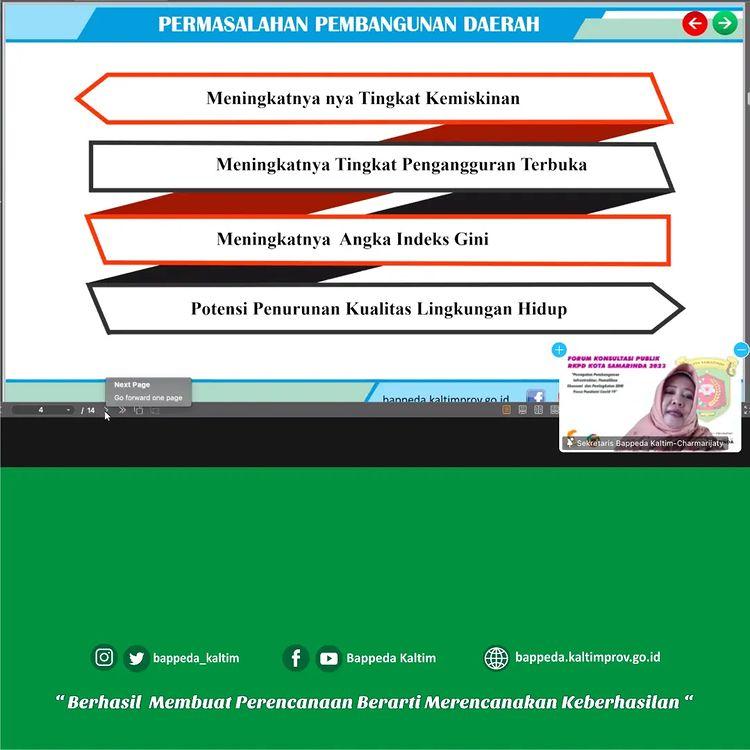 PERMASALAHAN PEMBANGUNAN DAERAH
Meningkatnya nya Tingkat Kemiskinan
Meningkatnya Tingkat Pengangguran Terbuka
Meningkatnya Angka Indeks Gini
Potensi Penurunan Kualitas Lingkungan Hidup
bappeda.kaltimprov.go.id
Next Page
Go forward one page
4 / 14
FORUM KONSULTASI PUBLIK
RKPD KOTA SAMARINDA 2023
Sekretaris Bappeda Kaltim-Charmarijaty
bappeda_kaltim
Bappeda Kaltim
bappeda.kaltimprov.go.id
“ Berhasil Membuat Perencanaan Berarti Merencanakan Keberhasilan “